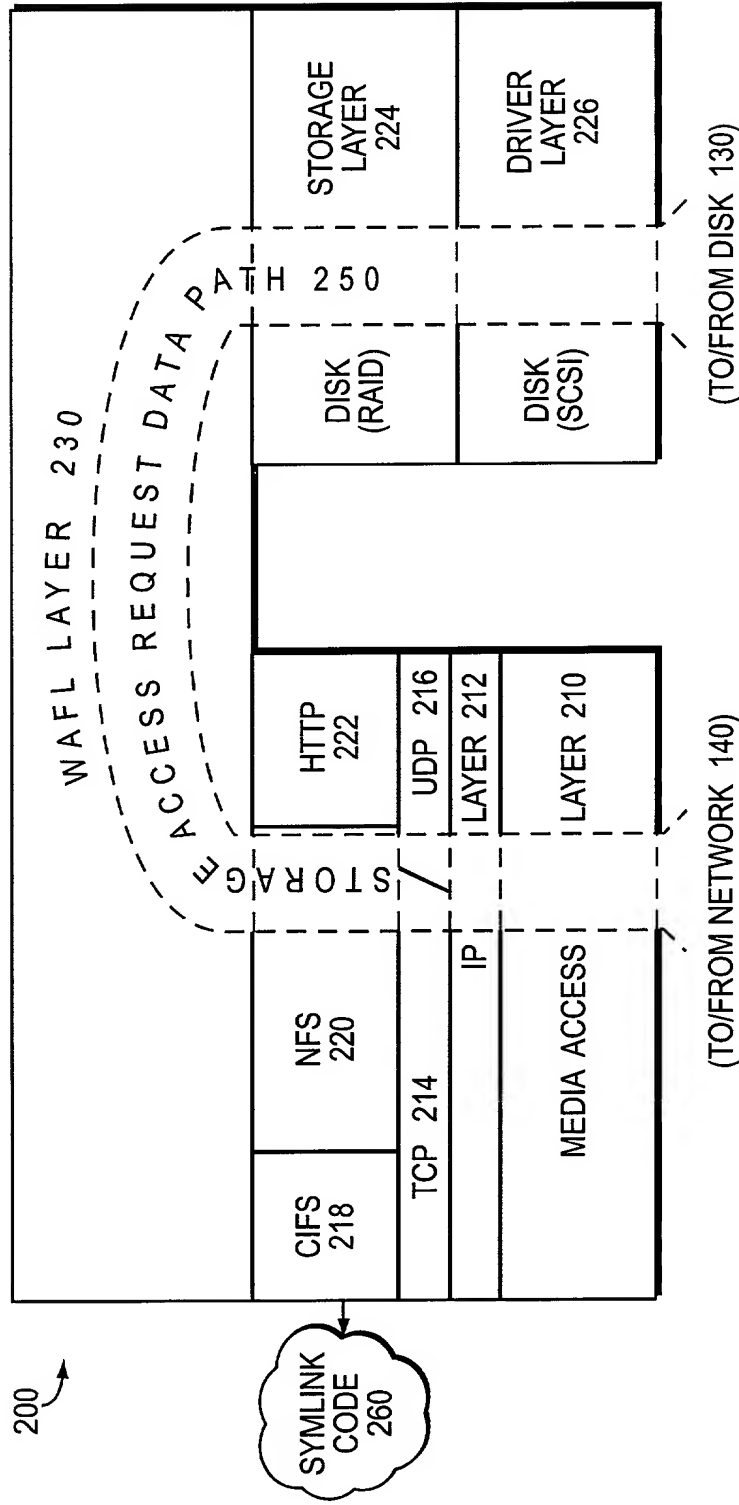 200
WAFL LAYER 230
STORAGE ACCESS REQUEST DATA PATH 250
SYMLINK
CODE
260
CIFS
218
NFS
220
HTTP
222
TCP 214
UDP 216
IP
LAYER 212
MEDIA ACCESS
LAYER 210
DISK
(RAID)
STORAGE
LAYER
224
DISK
(SCSI)
DRIVER
LAYER
226
(TO/FROM NETWORK 140)
(TO/FROM DISK 130)